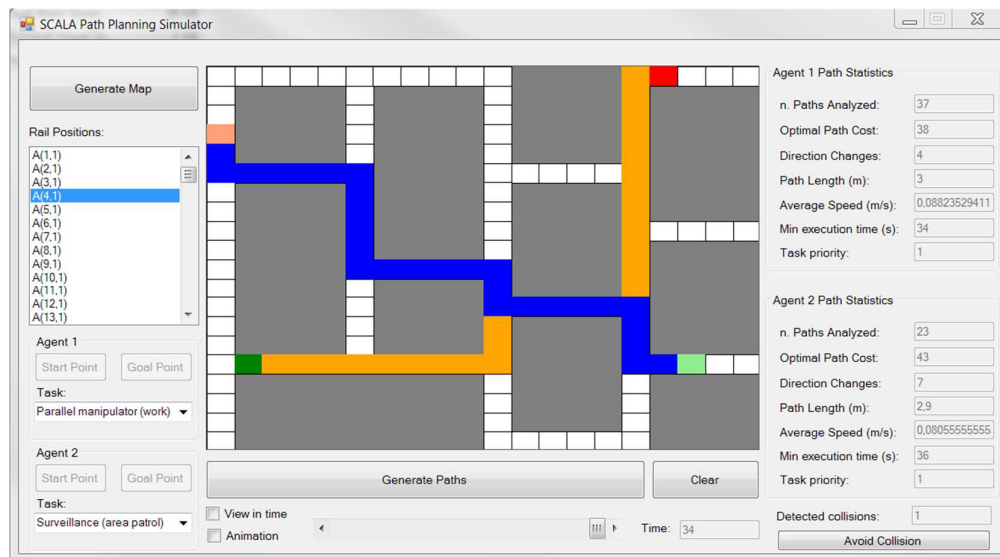 SCALA Path Planning Simulator
Generate Map
Rail Positions:
A(1,1)
A(2,1)
A(3,1)
A(4,1)
A(5,1)
A(6,1)
A(7,1)
A(8,1)
A(9,1)
A(10,1)
A(11,1)
A(12,1)
A(13,1)
Agent 1
Start Point
Goal Point
Task:
Parallel manipulator (work)
Agent 2
Start Point
Goal Point
Task:
Surveillance (area patrol)
Generate Paths
Clear
View in time
Animation
Time:
34
Agent 1 Path Statistics
n. Paths Analyzed: 37
Optimal Path Cost: 38
Direction Changes: 4
Path Length (m): 3
Average Speed (m/s): 0,08823529411
Min execution time (s): 34
Task priority: 1
Agent 2 Path Statistics
n. Paths Analyzed: 23
Optimal Path Cost: 43
Direction Changes: 7
Path Length (m): 2,9
Average Speed (m/s): 0,08055555555
Min execution time (s): 36
Task priority: 1
Detected collisions: 1
Avoid Collision